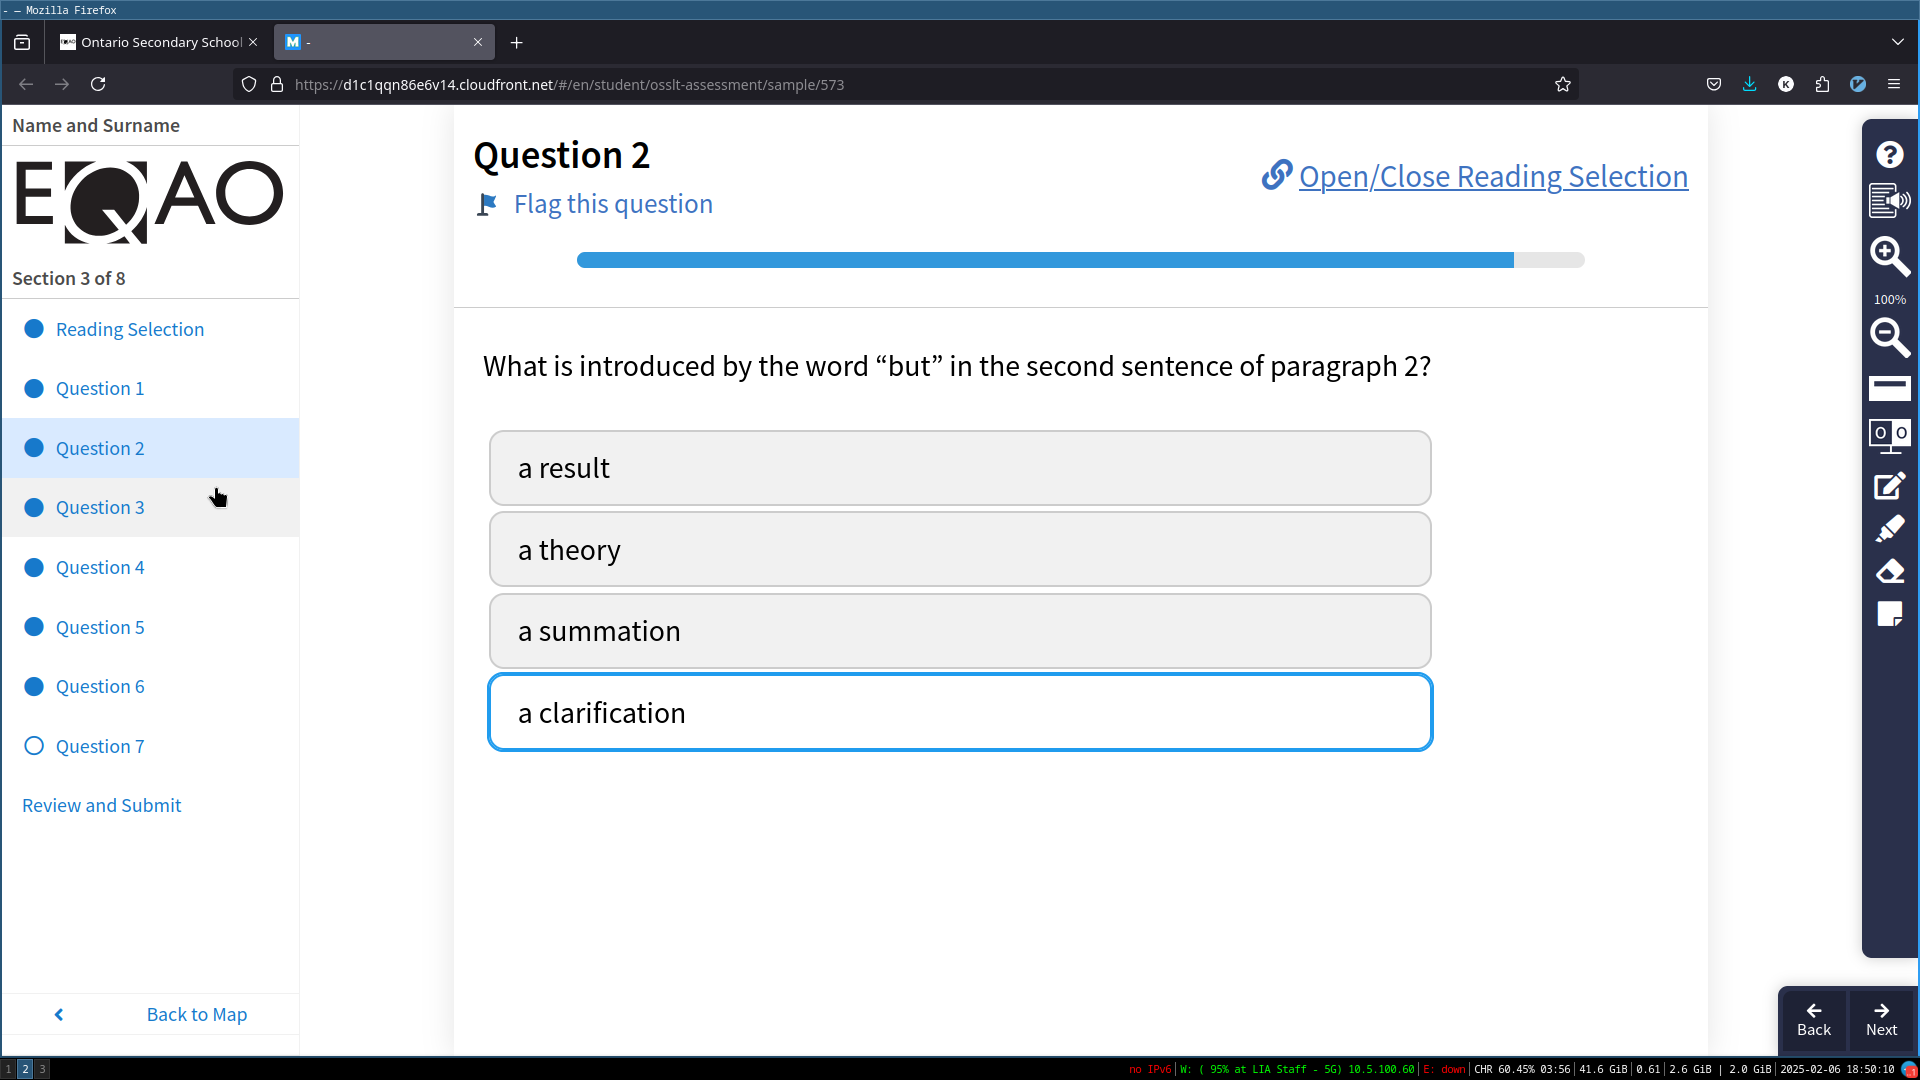 - — Mozilla Firefox
Ontario Secondary School
M -
https://d1c1qqn86e6v14.cloudfront.net/#/en/student/osslt-assessment/sample/573
K
Name and Surname
EQAO
Section 3 of 8
Reading Selection
Question 1
Question 2
Question 3
Question 4
Question 5
Question 6
Question 7
Review and Submit
Back to Map
Question 2
Flag this question
Open/Close Reading Selection
What is introduced by the word “but” in the second sentence of paragraph 2?
a result
a theory
a summation
a clarification
?
100%
O O
Back
Next
1 2 3
no IPv6 | W: ( 95% at LIA Staff - 5G) 10.5.100.60 | E: down | CHR 60.45% 03:56 | 41.6 GiB | 0.61 | 2.6 GiB | 2.0 GiB | 2025-02-06 18:50:10